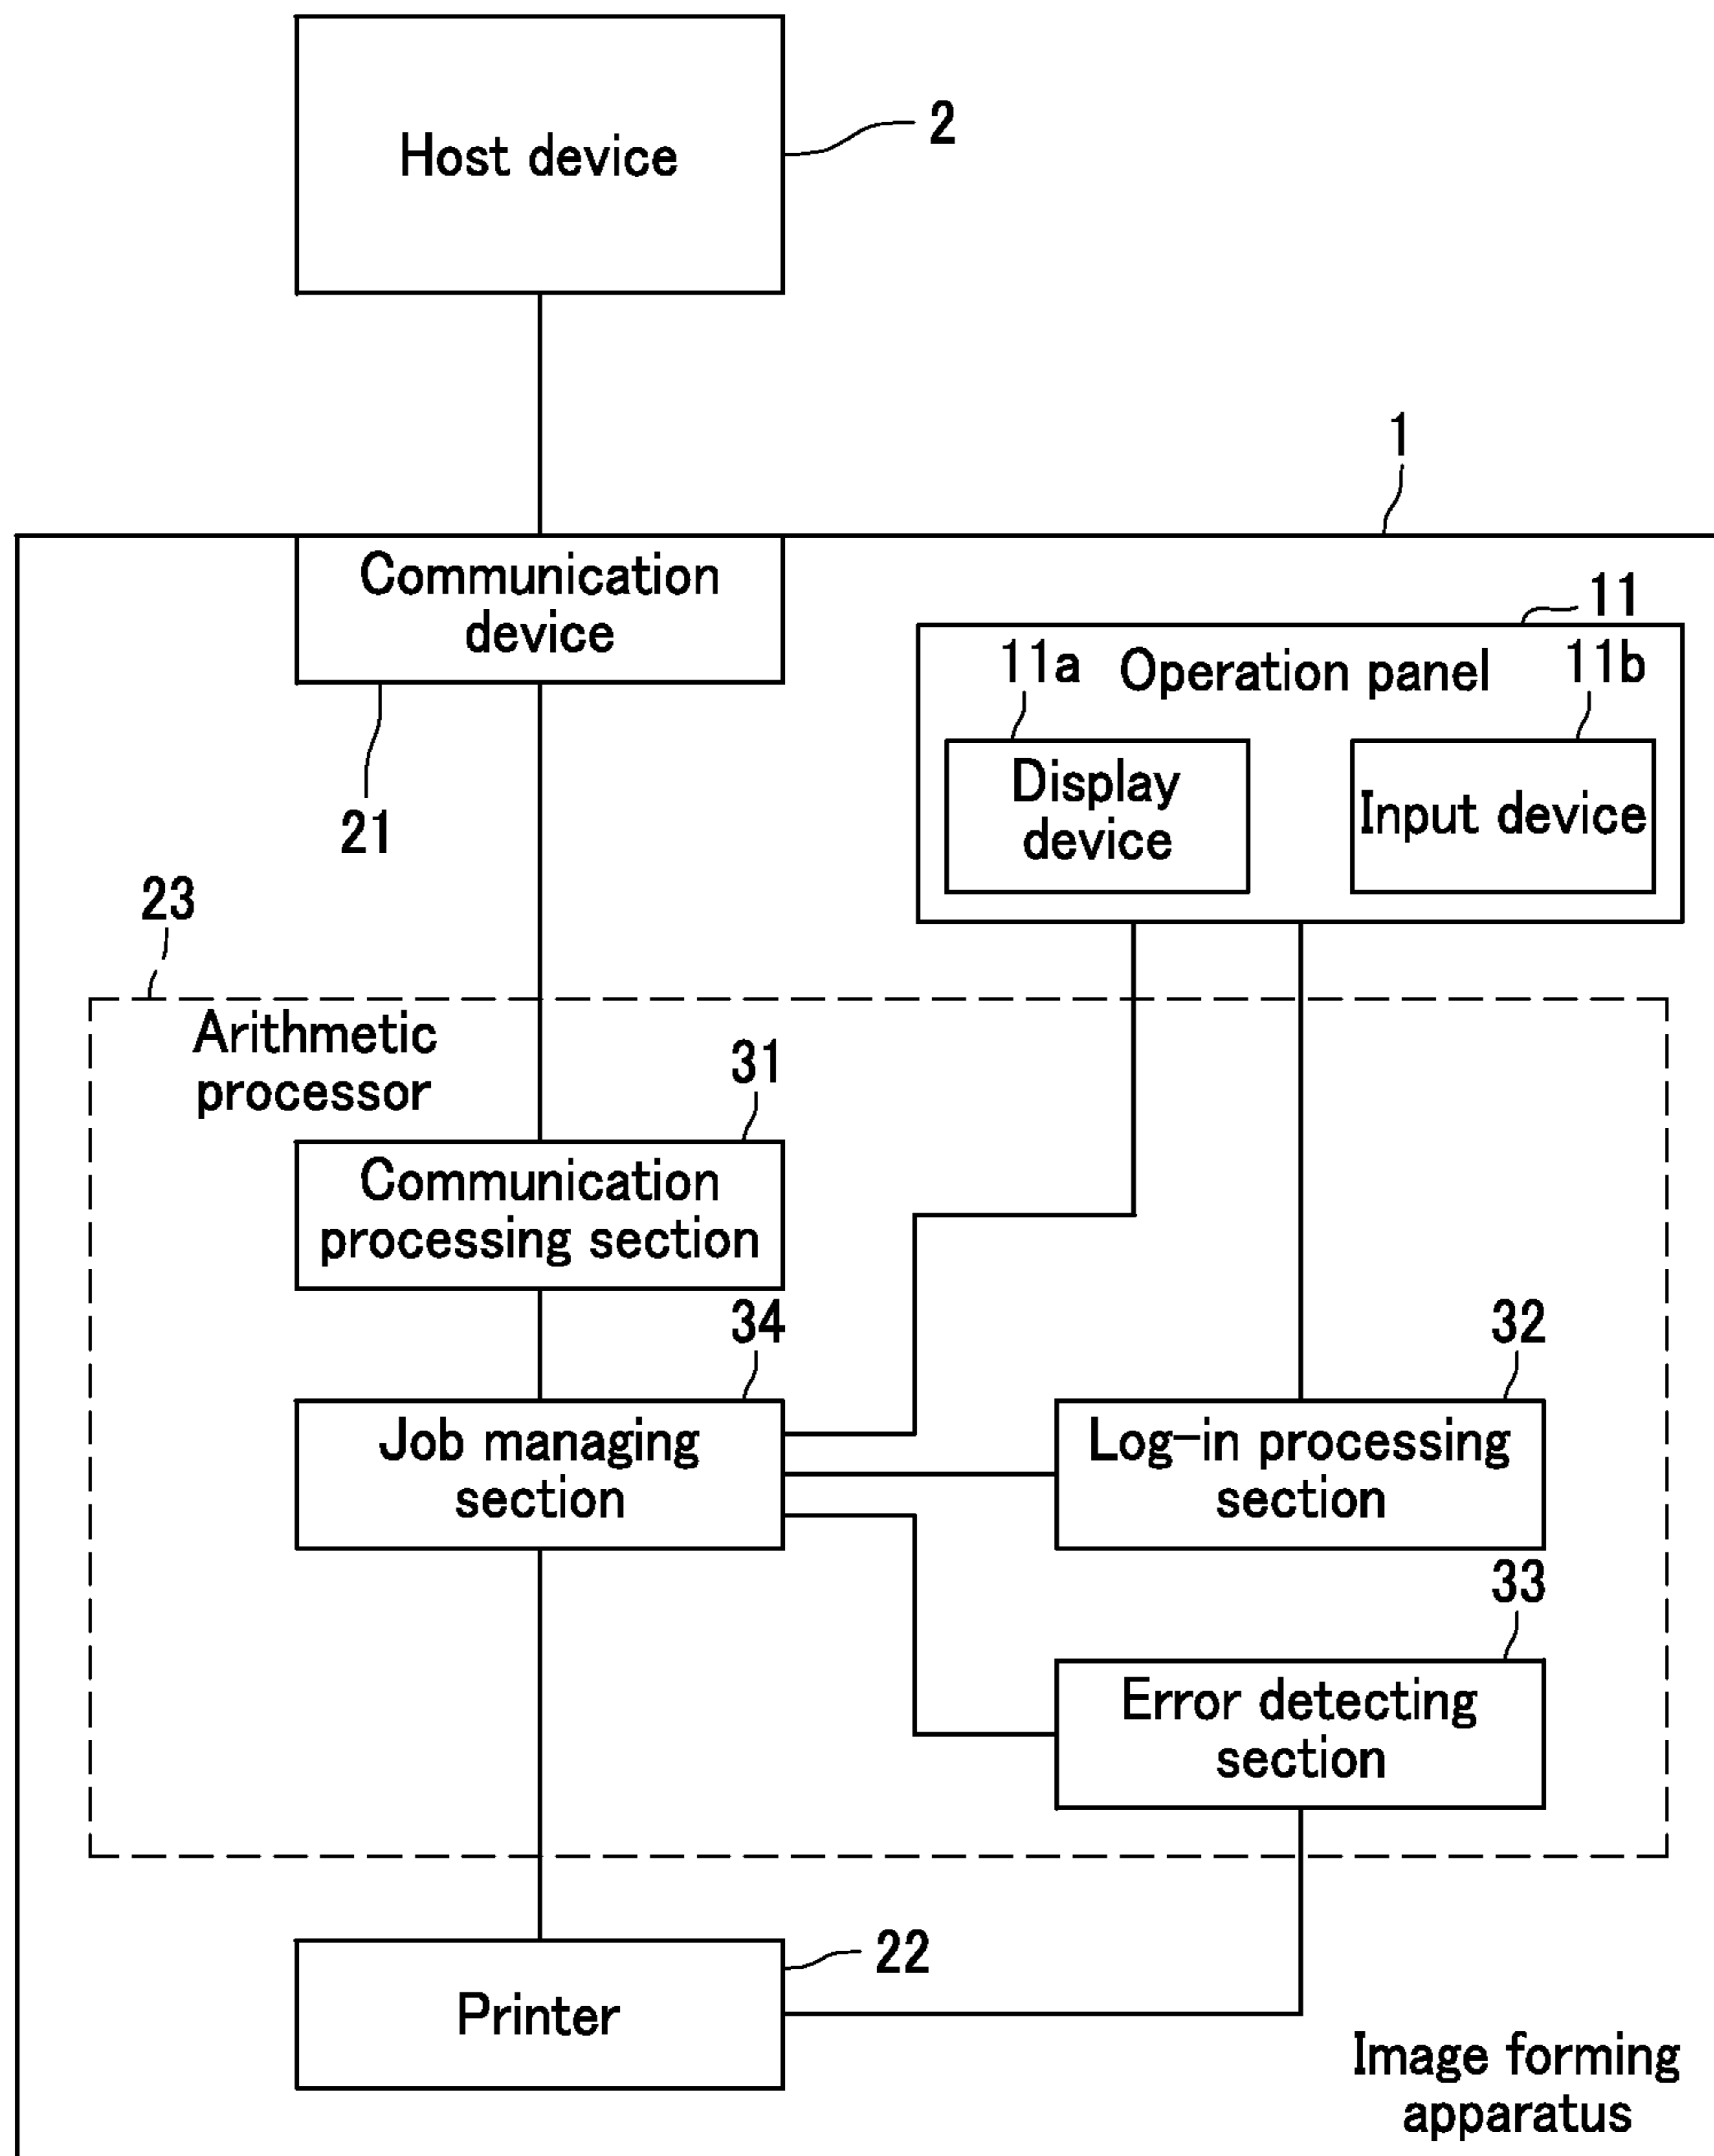 Host device
2
1
Communication
device
21
11
11a
Operation panel
11b
Display
device
Input device
23
Arithmetic
processor
31
Communication
processing section
34
Job managing
section
32
Log-in processing
section
33
Error detecting
section
22
Printer
Image forming
apparatus